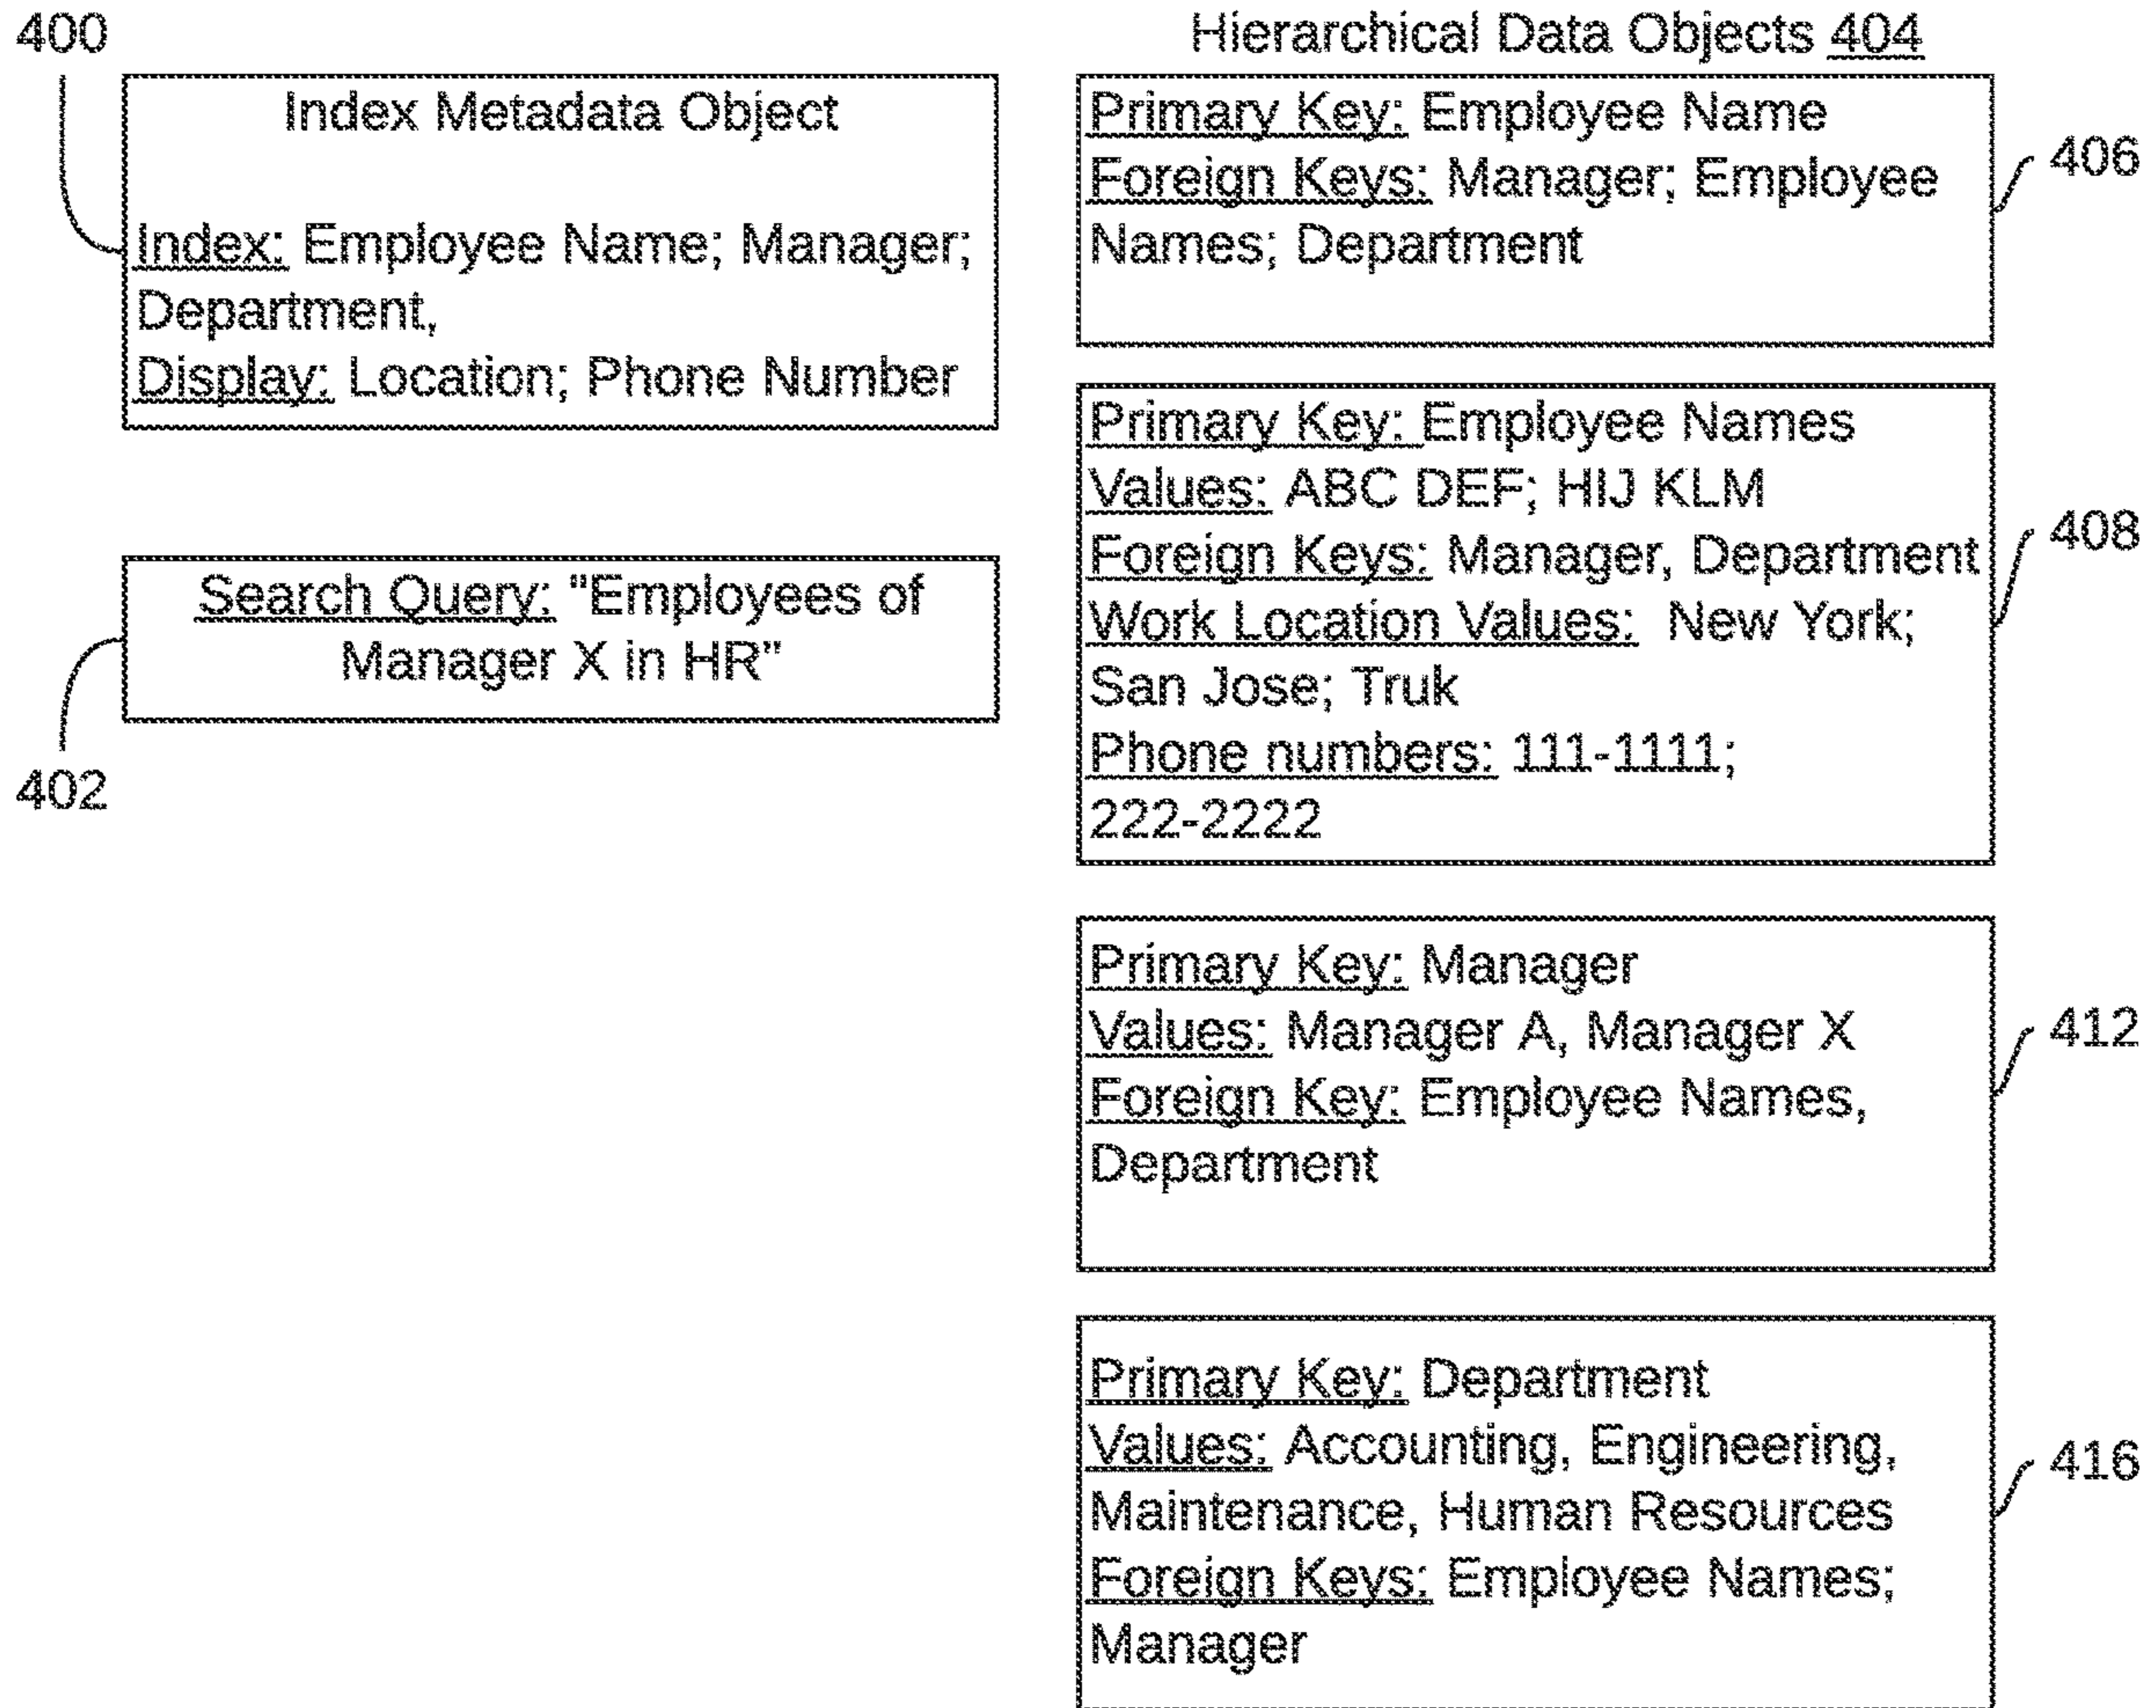 400
Index Metadata Object
Index: Employee Name; Manager;
Department,
Display: Location; Phone Number
Search Query: "Employees of
Manager X in HR”
402
Hierarchical Data Objects 404
Primary Key: Employee Name
Foreign Keys: Manager; Employee
Names; Department
406
Primary Key: Employee Names
Values: ABC DEF; HIJ KLM
Foreign Keys: Manager, Department
Work Location Values: New York;
San Jose; Truk
Phone numbers: 111-1111;
222-2222
408
Primary Key: Manager
Values: Manager A, Manager X
Foreign Key: Employee Names,
Department
412
Primary Key: Department
Values: Accounting, Engineering,
Maintenance, Human Resources
Foreign Keys: Employee Names;
Manager
416